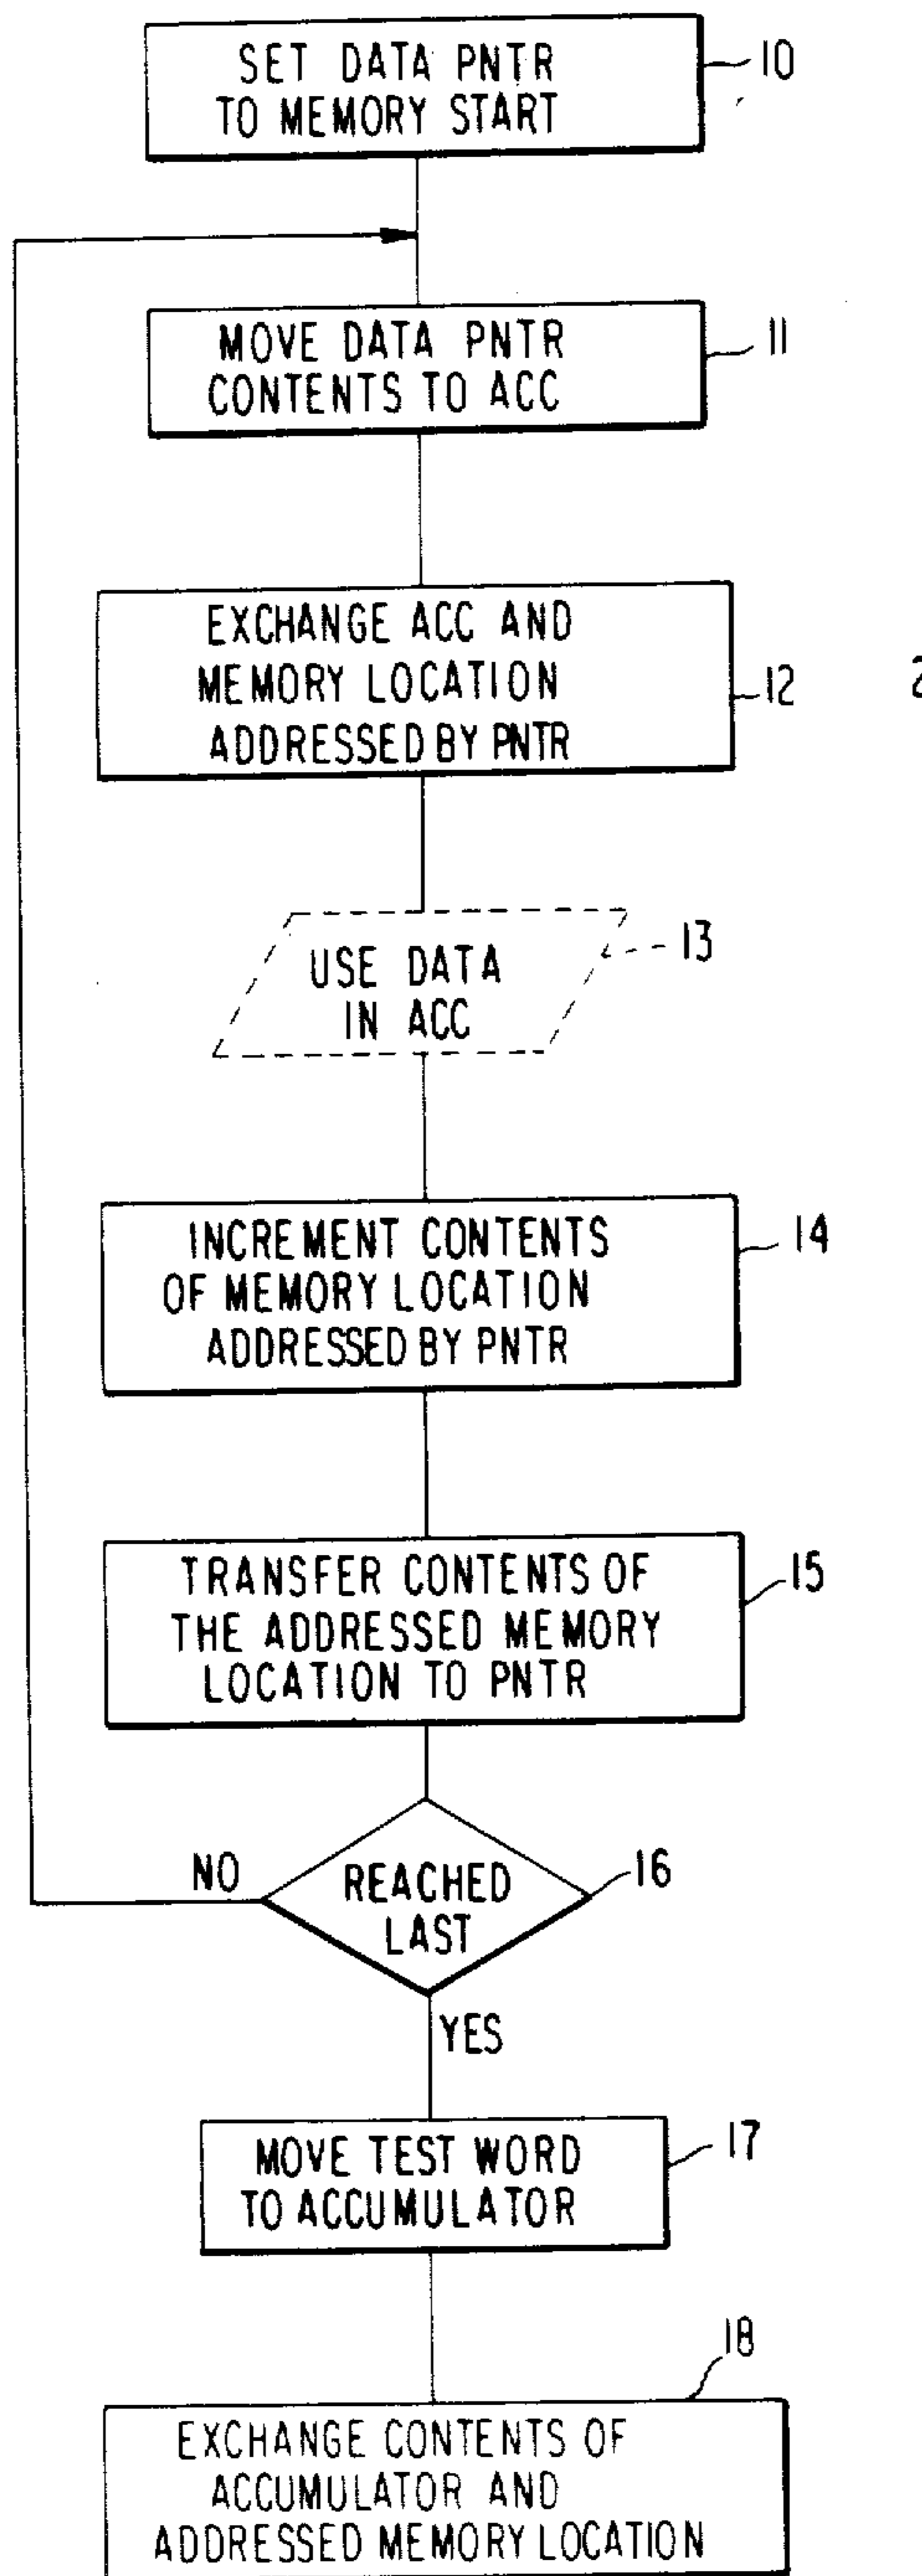 SET DATA PNTR
TO MEMORY START
10
MOVE DATA PNTR
CONTENTS TO ACC
11
EXCHANGE ACC AND
MEMORY LOCATION
ADDRESSED BY PNTR
12
2
USE DATA
IN ACC
13
INCREMENT CONTENTS
OF MEMORY LOCATION
ADDRESSED BY PNTR
14
TRANSFER CONTENTS OF
THE ADDRESSED MEMORY
LOCATION TO PNTR
15
NO
REACHED
LAST
16
YES
MOVE TEST WORD
TO ACCUMULATOR
17
18
EXCHANGE CONTENTS OF
ACCUMULATOR AND
ADDRESSED MEMORY LOCATION